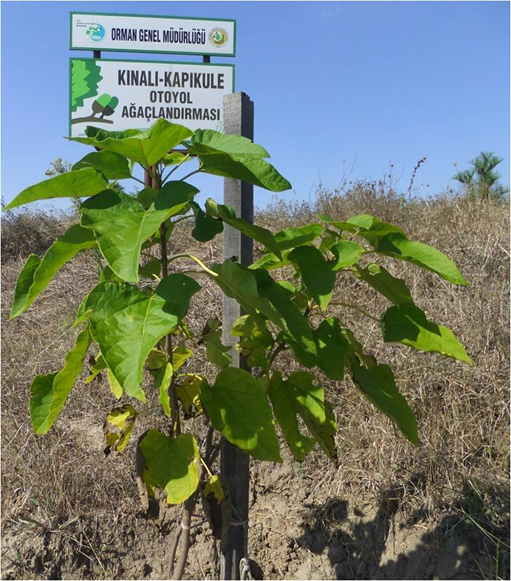 ORMAN GENEL MÜDÜRLÜĞÜ
KINALI-KAPIKULE
OTOYOL
AĞAÇLANDIRMASI